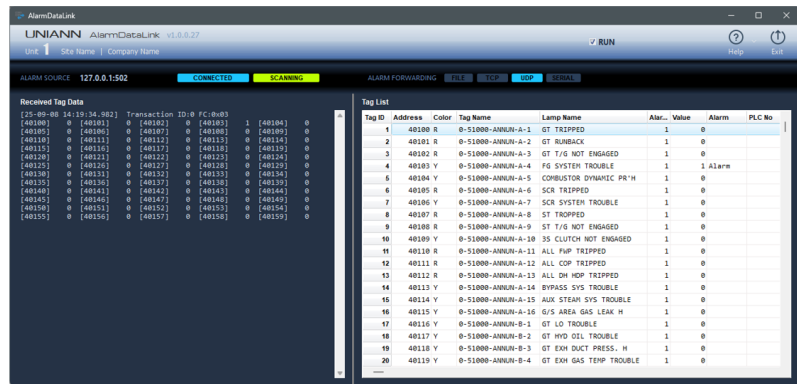 AlarmDataLink
UNIANN AlarmDataLink v1.0.0.27
RUN
Help
Exit
Unit 1 Site Name | Company Name
ALARM SOURCE 127.0.0.1:502 CONNECTED SCANNING ALARM FORWARDING FILE TCP UDP SERIAL
Received Tag Data
[25-09-08 14:19:34.982] Transaction ID:0 FC:0x03
[40100] 0 [40101] 0 [40102] 0 [40103] 1 [40104] 0
[40105] 0 [40106] 0 [40107] 0 [40108] 0 [40109] 0
[40110] 0 [40111] 0 [40112] 0 [40113] 0 [40114] 0
[40115] 0 [40116] 0 [40117] 0 [40118] 0 [40119] 0
[40120] 0 [40121] 0 [40122] 0 [40123] 0 [40124] 0
[40125] 0 [40126] 0 [40127] 0 [40128] 0 [40129] 0
[40130] 0 [40131] 0 [40132] 0 [40133] 0 [40134] 0
[40135] 0 [40136] 0 [40137] 0 [40138] 0 [40139] 0
[40140] 0 [40141] 0 [40142] 0 [40143] 0 [40144] 0
[40145] 0 [40146] 0 [40147] 0 [40148] 0 [40149] 0
[40150] 0 [40151] 0 [40152] 0 [40153] 0 [40154] 0
[40155] 0 [40156] 0 [40157] 0 [40158] 0 [40159] 0
Tag List
Tag ID Address Color Tag Name Lamp Name Alar... Value Alarm PLC No
1 40100 R 0-51000-ANNUN-A-1 GT TRIPPED 1 0
2 40101 R 0-51000-ANNUN-A-2 GT RUNBACK 1 0
3 40102 R 0-51000-ANNUN-A-3 GT T/G NOT ENGAGED 1 0
4 40103 Y 0-51000-ANNUN-A-4 FG SYSTEM TROUBLE 1 1 Alarm
5 40104 Y 0-51000-ANNUN-A-5 COMBUSTOR DYNAMIC PR'H 1 0
6 40105 R 0-51000-ANNUN-A-6 SCR TRIPPED 1 0
7 40106 Y 0-51000-ANNUN-A-7 SCR SYSTEM TROUBLE 1 0
8 40107 R 0-51000-ANNUN-A-8 ST TROPPED 1 0
9 40108 R 0-51000-ANNUN-A-9 ST T/G NOT ENGAGED 1 0
10 40109 Y 0-51000-ANNUN-A-10 3S CLUTCH NOT ENGAGED 1 0
11 40110 R 0-51000-ANNUN-A-11 ALL FWP TRIPPED 1 0
12 40111 R 0-51000-ANNUN-A-12 ALL COP TRIPPED 1 0
13 40112 R 0-51000-ANNUN-A-13 ALL DH HDP TRIPPED 1 0
14 40113 Y 0-51000-ANNUN-A-14 BYPASS SYS TROUBLE 1 0
15 40114 Y 0-51000-ANNUN-A-15 AUX STEAM SYS TROUBLE 1 0
16 40115 Y 0-51000-ANNUN-A-16 G/S AREA GAS LEAK H 1 0
17 40116 Y 0-51000-ANNUN-B-1 GT LO TROUBLE 1 0
18 40117 Y 0-51000-ANNUN-B-2 GT HYD OIL TROUBLE 1 0
19 40118 Y 0-51000-ANNUN-B-3 GT EXH DUCT PRESS. H 1 0
20 40119 Y 0-51000-ANNUN-B-4 GT EXH GAS TEMP TROUBLE 1 0